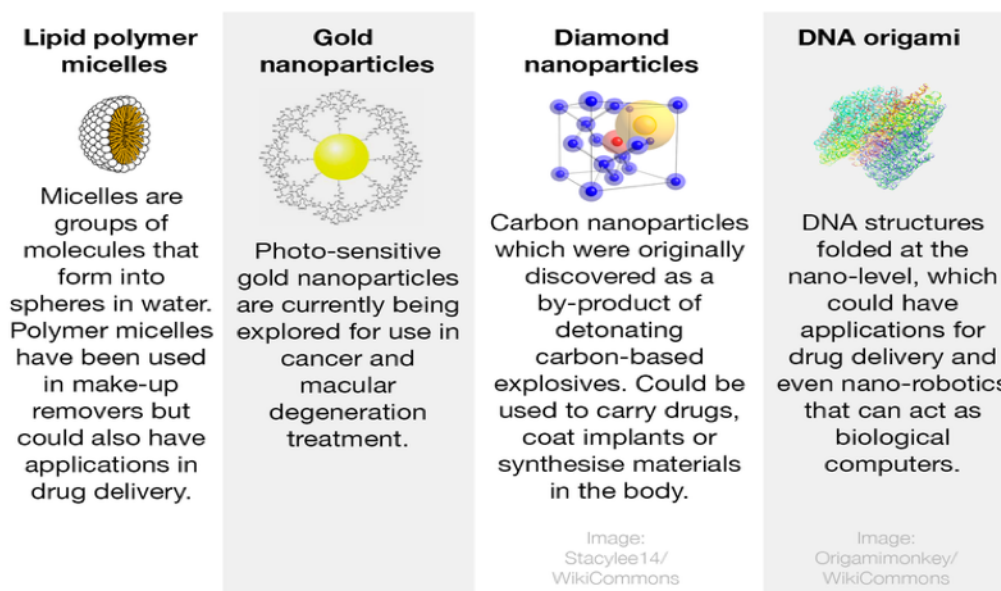 Lipid polymer
micelles
Micelles are
groups of
molecules that
form into
spheres in water.
Polymer micelles
have been used
in make-up
removers but
could also have
applications in
drug delivery.
Gold
nanoparticles
Photo-sensitive
gold nanoparticles
are currently being
explored for use in
cancer and
macular
degeneration
treatment.
Diamond
nanoparticles
Carbon nanoparticles
which were originally
discovered as a
by-product of
detonating
carbon-based
explosives. Could be
used to carry drugs,
coat implants or
synthesise materials
in the body.
Image:
Stacylee14/
WikiCommons
DNA origami
DNA structures
folded at the
nano-level, which
could have
applications for
drug delivery and
even nano-robotics
that can act as
biological
computers.
Image:
Origamimonkey/
WikiCommons